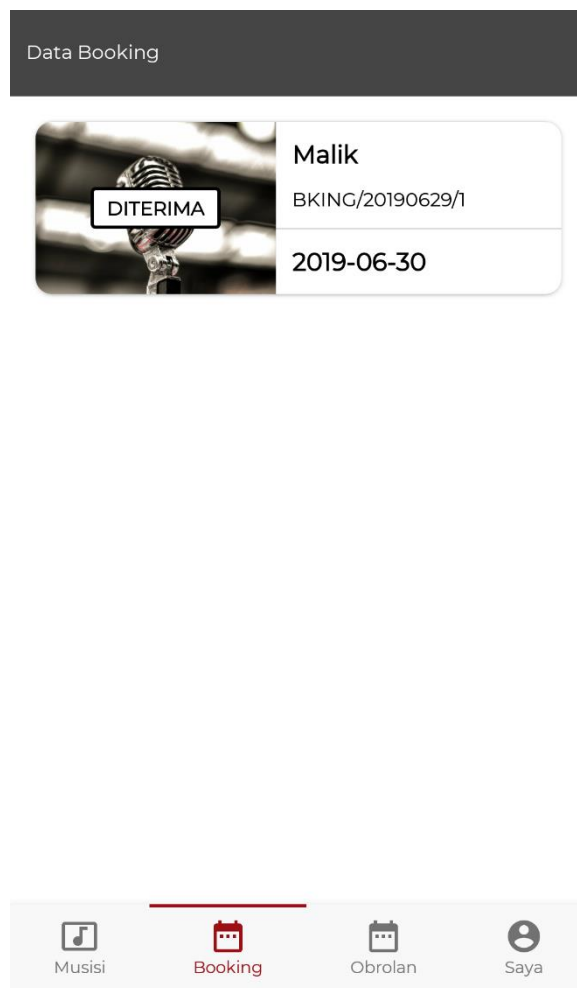 Data Booking
DITERIMA
Malik
BKING/20190629/1
2019-06-30
Musisi
Booking
Obrolan
Saya